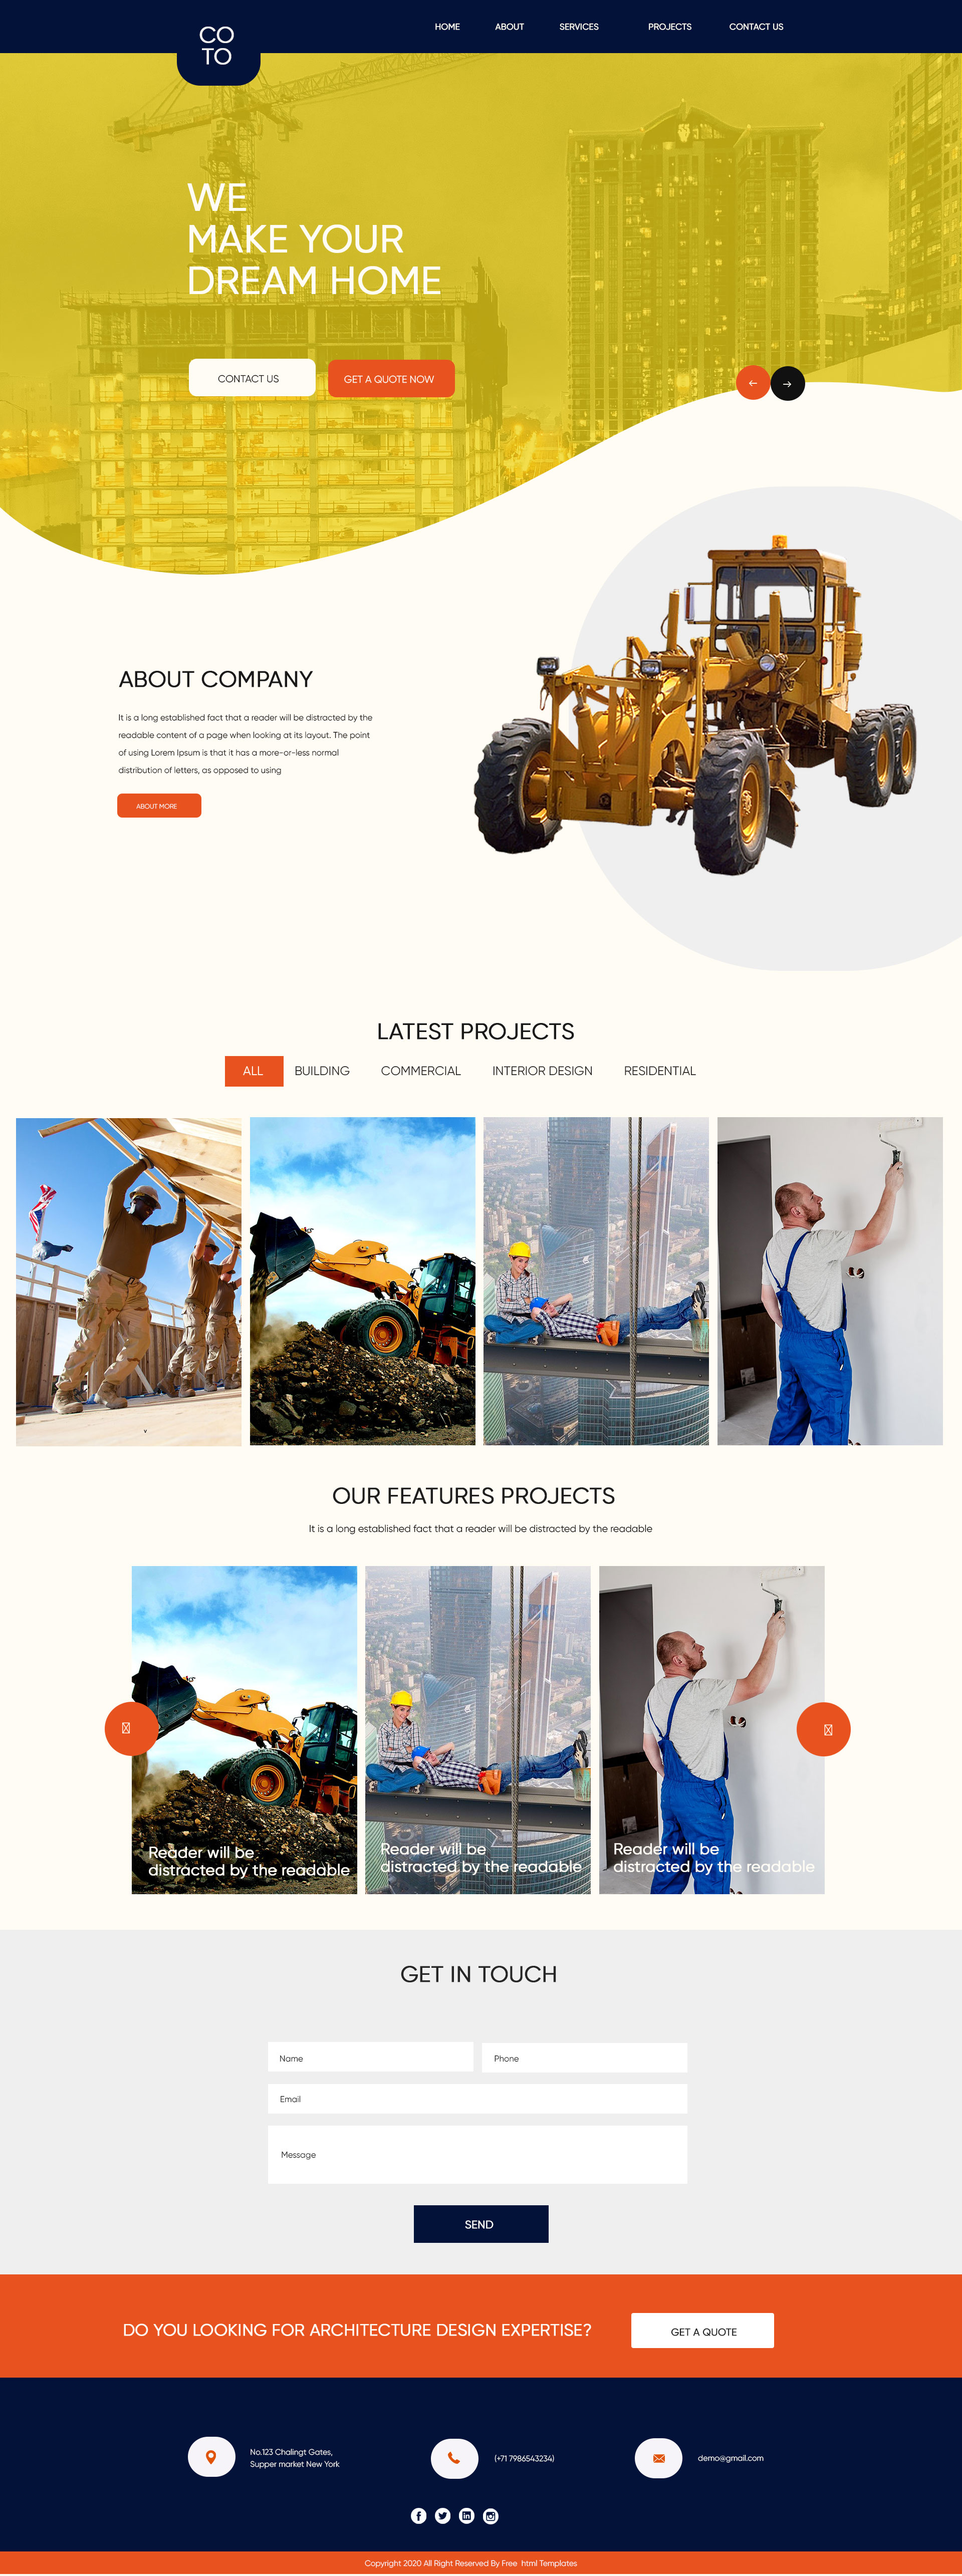 CO
TO
HOME ABOUT SERVICES PROJECTS CONTACT US
WE
MAKE YOUR
DREAM HOME
CONTACT US
GET A QUOTE NOW
ABOUT COMPANY
It is a long established fact that a reader will be distracted by the
readable content of a page when looking at its layout. The point
of using Lorem Ipsum is that it has a more-or-less normal
distribution of letters, as opposed to using
ABOUT MORE
LATEST PROJECTS
ALL BUILDING COMMERCIAL INTERIOR DESIGN RESIDENTIAL
v
OUR FEATURES PROJECTS
It is a long established fact that a reader will be distracted by the readable
Reader will be
distracted by the readable
Reader will be
distracted by the readable
Reader will be
distracted by the readable
GET IN TOUCH
Name
Phone
Email
Message
SEND
DO YOU LOOKING FOR ARCHITECTURE DESIGN EXPERTISE?
GET A QUOTE
No.123 Chalingt Gates,
Supper market New York
(+71 7986543234)
demo@gmail.com
Copyright 2020 All Right Reserved By Free html Templates